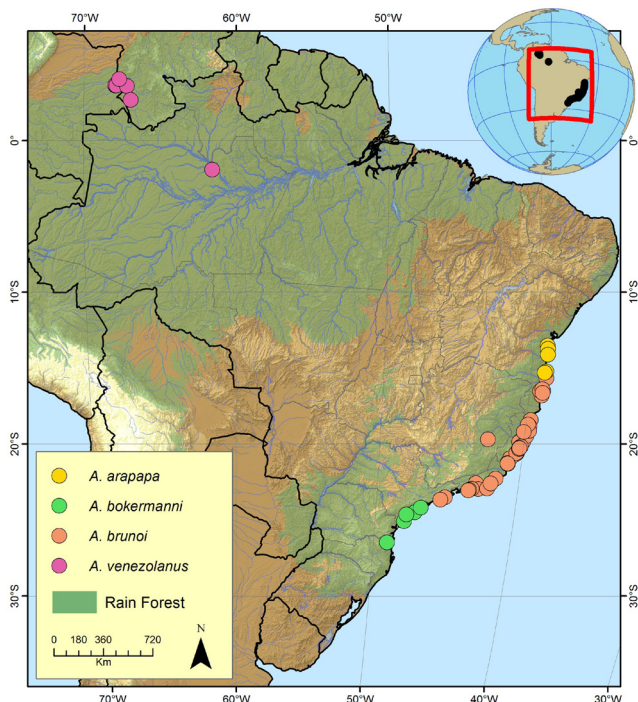 70°W 60°W 50°W
0°
0°
10°S
10°S
20°S
20°S
30°S
30°S
A. arapapa
A. bokermanni
A. brunoi
A. venezolanus
Rain Forest
0 180 360 720
Km
N
70°W 60°W 50°W 40°W 30°W